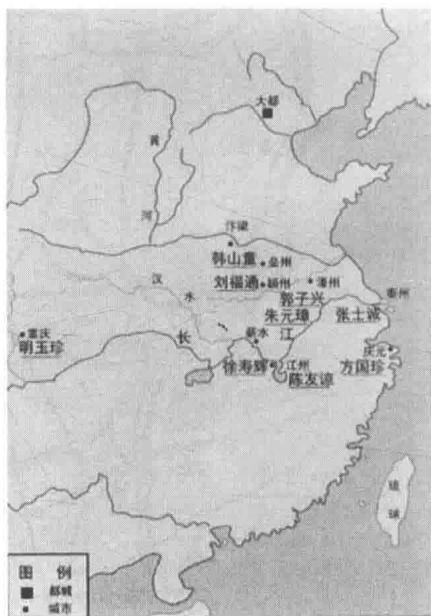 大都
黄
河
汴梁
韩山童
亳州
刘福通
颍州
濠州
郭子兴
朱元璋
泰州
张士诚
汉
水
长
江
重庆
明玉珍
蕲水
徐寿辉
江州
陈友谅
庆元
方国珍
琉
球
图 例
都城
城市